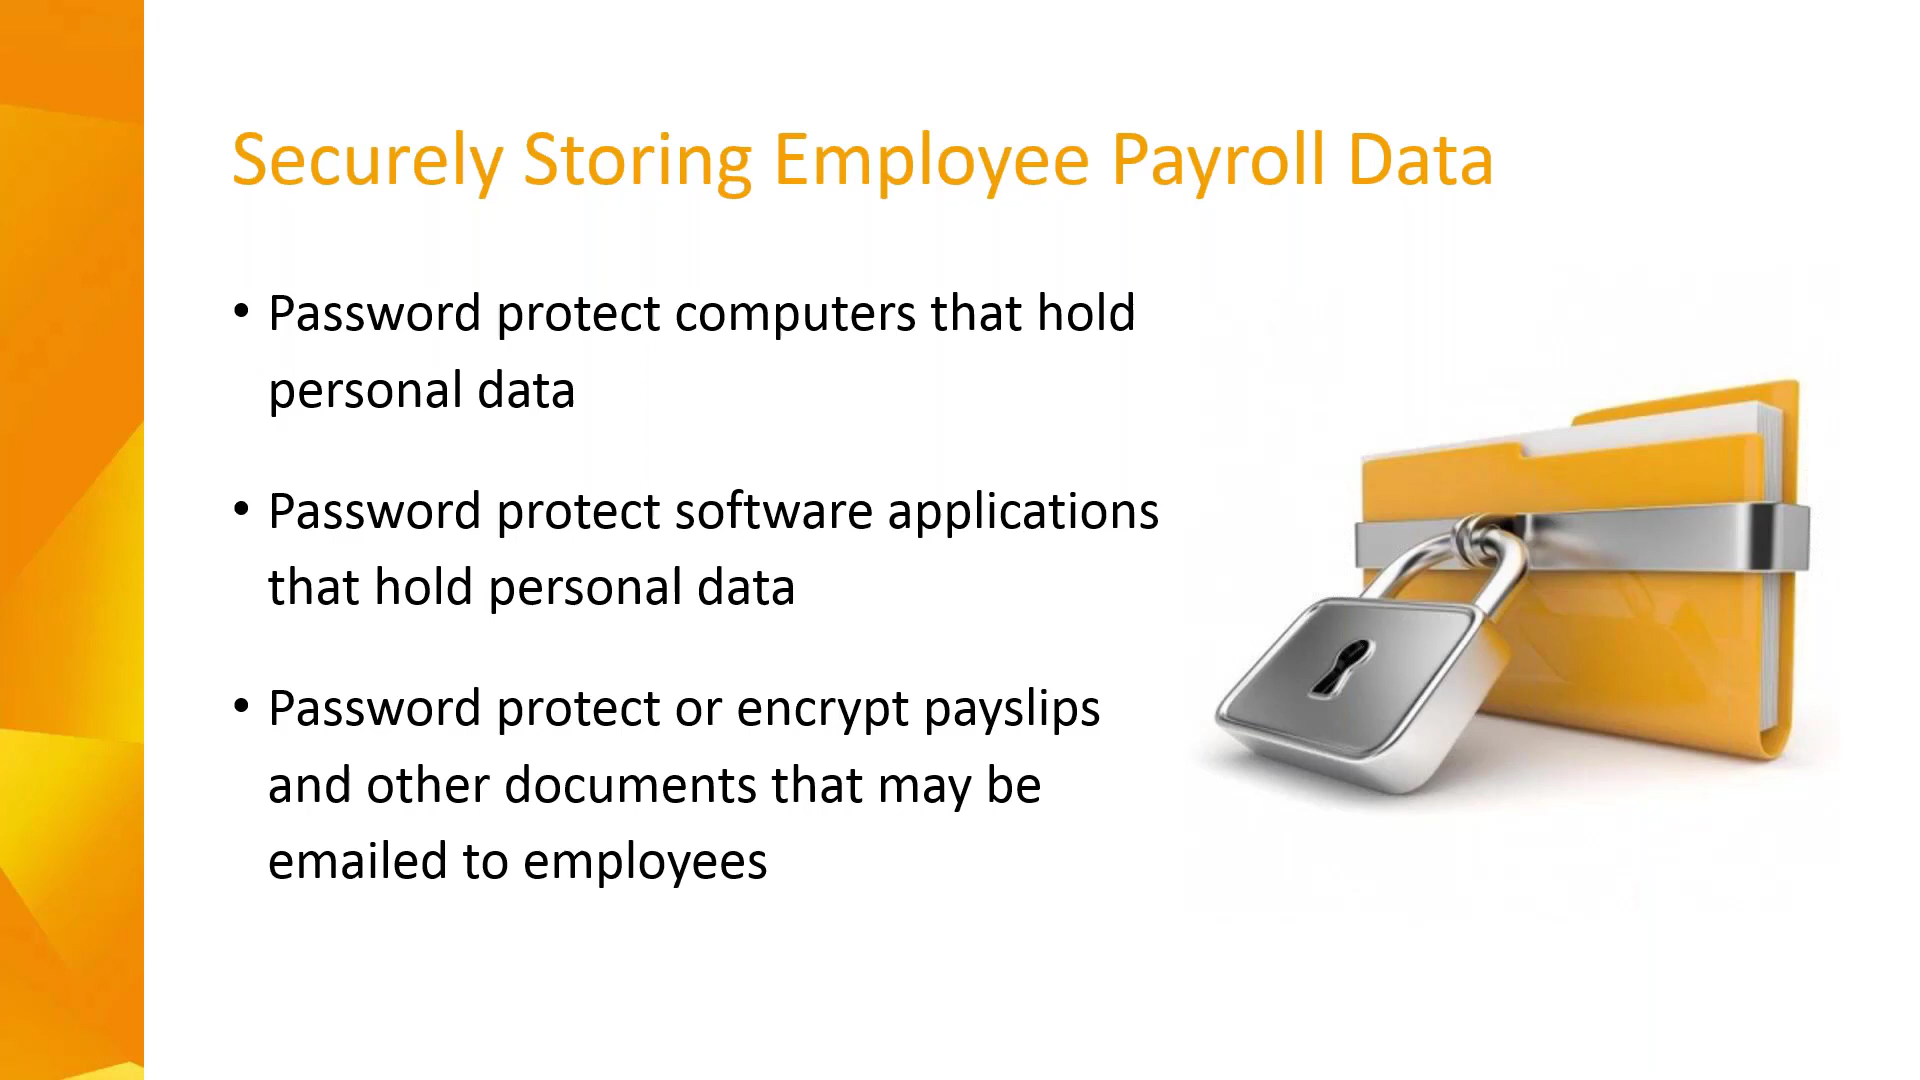 Securely Storing Employee Payroll Data
• Password protect computers that hold
personal data
• Password protect software applications
that hold personal data
• Password protect or encrypt payslips
and other documents that may be
emailed to employees